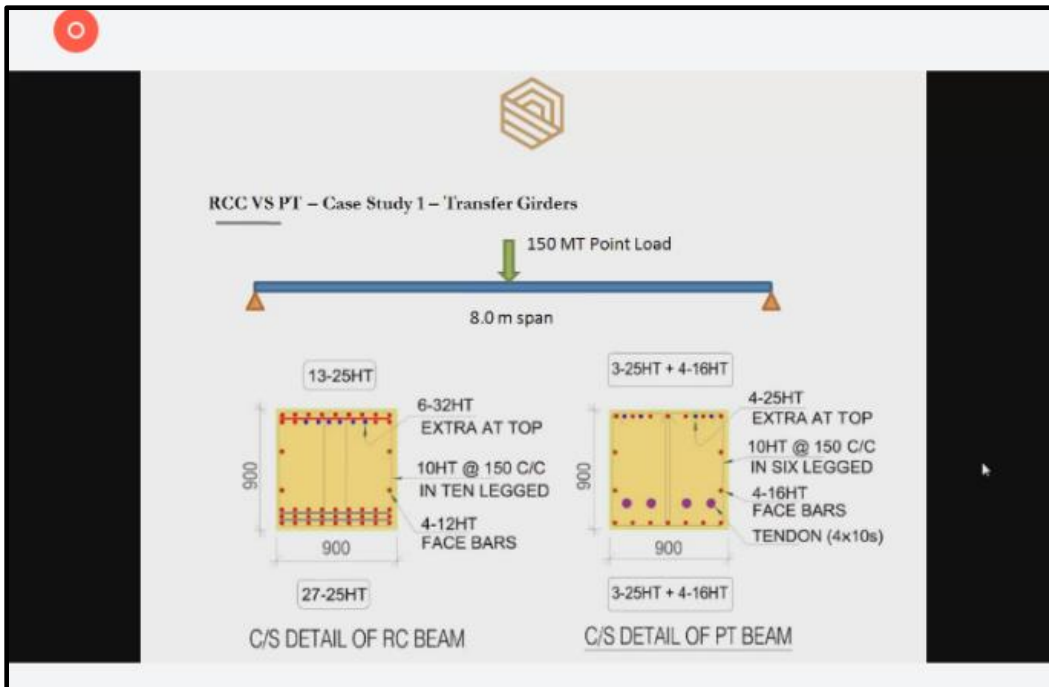 RCC VS PT – Case Study 1 – Transfer Girders
150 MT Point Load
8.0 m span
13-25HT
6-32HT
EXTRA AT TOP
900
10HT @ 150 C/C
IN TEN LEGGED
4-12HT
FACE BARS
900
27-25HT
C/S DETAIL OF RC BEAM
3-25HT + 4-16HT
4-25HT
EXTRA AT TOP
900
10HT @ 150 C/C
IN SIX LEGGED
4-16HT
FACE BARS
TENDON (4x10s)
900
3-25HT + 4-16HT
C/S DETAIL OF PT BEAM